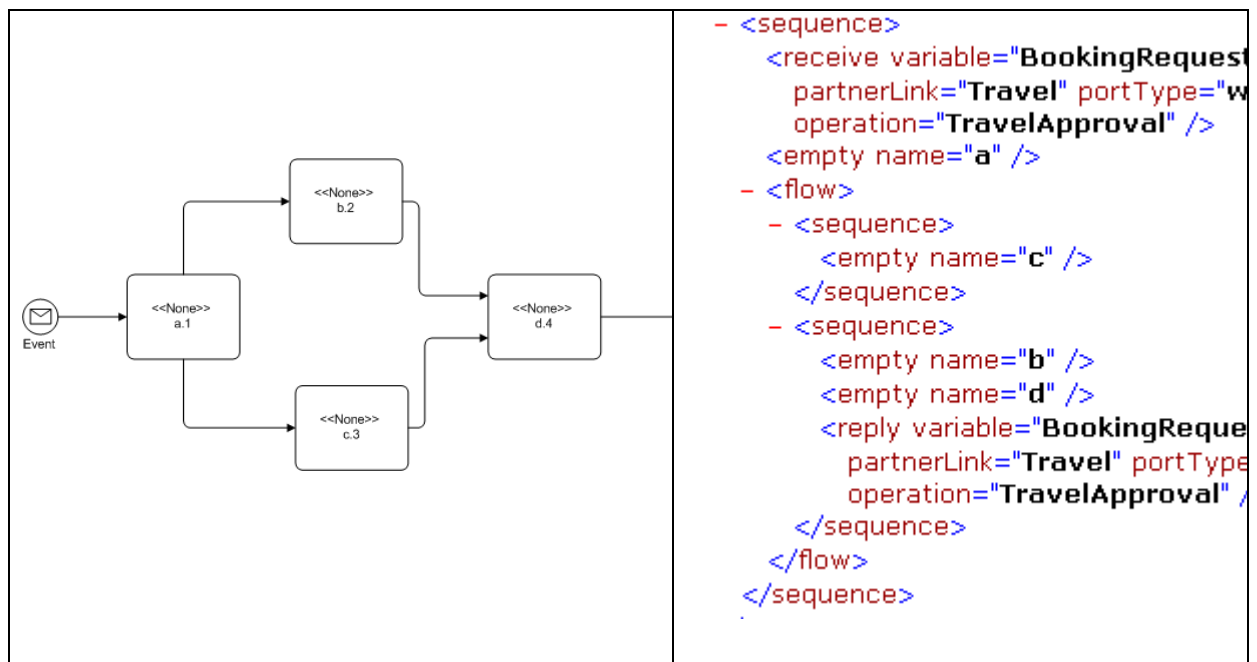 <<None>>
b.2
<<None>>
a.1
<<None>>
d.4
Event
<<None>>
c.3
– <sequence>
<receive variable="BookingRequest
partnerLink="Travel" portType="w
operation="TravelApproval" />
<empty name="a" />
– <flow>
– <sequence>
<empty name="c" />
</sequence>
– <sequence>
<empty name="b" />
<empty name="d" />
<reply variable="BookingReque
partnerLink="Travel" portType
operation="TravelApproval" /
</sequence>
</flow>
</sequence>